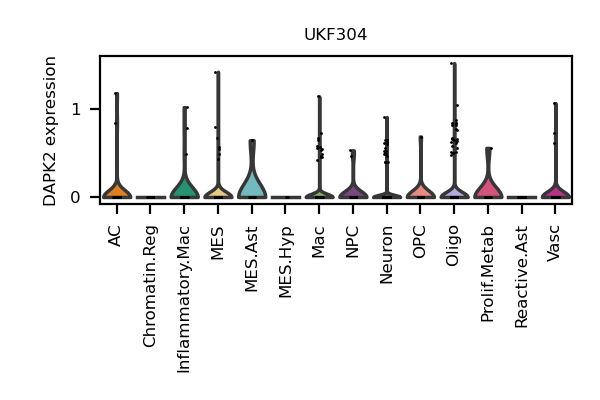 UKF304
DAPK2 expression
1
0
AC
Chromatin.Reg
Inflammatory.Mac
MES
MES.Ast
MES.Hyp
Mac
NPC
Neuron
OPC
Oligo
Prolif.Metab
Reactive.Ast
Vasc